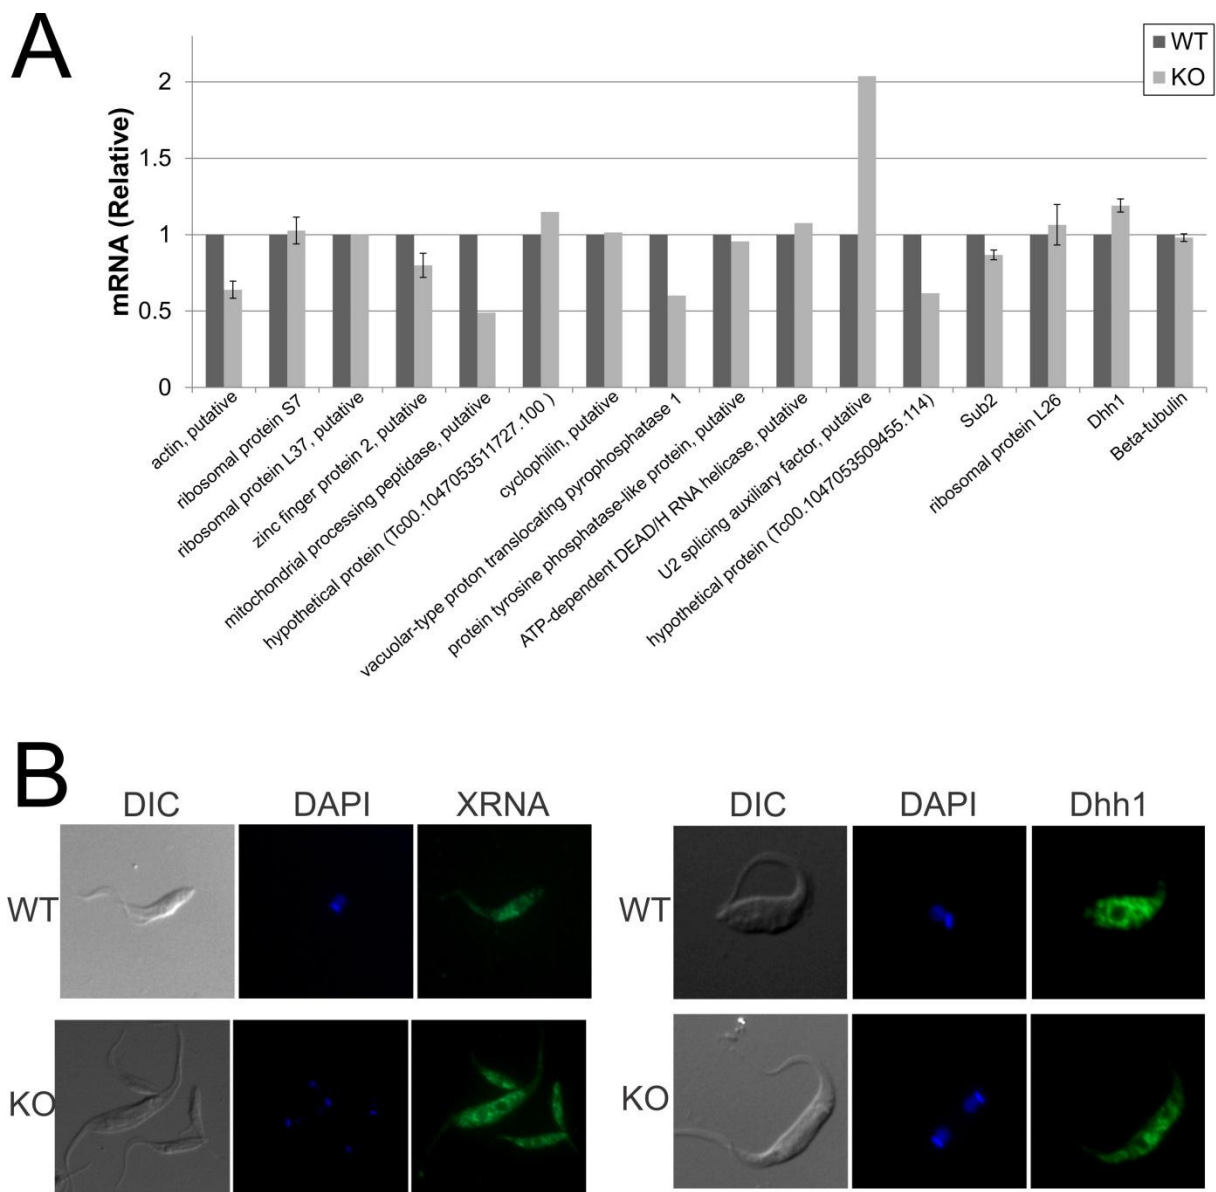 A
WT
KO
mRNA (Relative)
2
1.5
1
0.5
0
actin, putative
ribosomal protein S7
ribosomal protein L37, putative
zinc finger protein 2, putative
mitochondrial processing peptidase, putative
hypothetical protein (Tc00.1047053511727.100 )
cyclophilin, putative
vacuolar-type proton translocating pyrophosphatase 1
protein tyrosine phosphatase-like protein, putative
ATP-dependent DEAD/H RNA helicase, putative
U2 splicing auxiliary factor, putative
hypothetical protein (Tc00.1047053509455.114)
Sub2
ribosomal protein L26
Dhh1
Beta-tubulin
B
DIC DAPI XRNA
WT
KO
DIC DAPI Dhh1
WT
KO